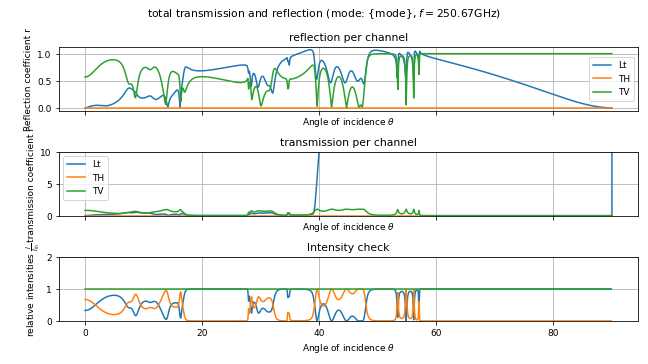 total transmission and reflection (mode: {mode}, f = 250.67GHz)
reflection per channel
Reflection coefficient r
1.0
0.5
0.0
Lt
TH
TV
Angle of incidence θ
transmission per channel
transmission coefficient
10
5
0
Lt
TH
TV
Angle of incidence θ
Intensity check
relative intensities
2
1
0
0
20
40
60
80
Angle of incidence θ